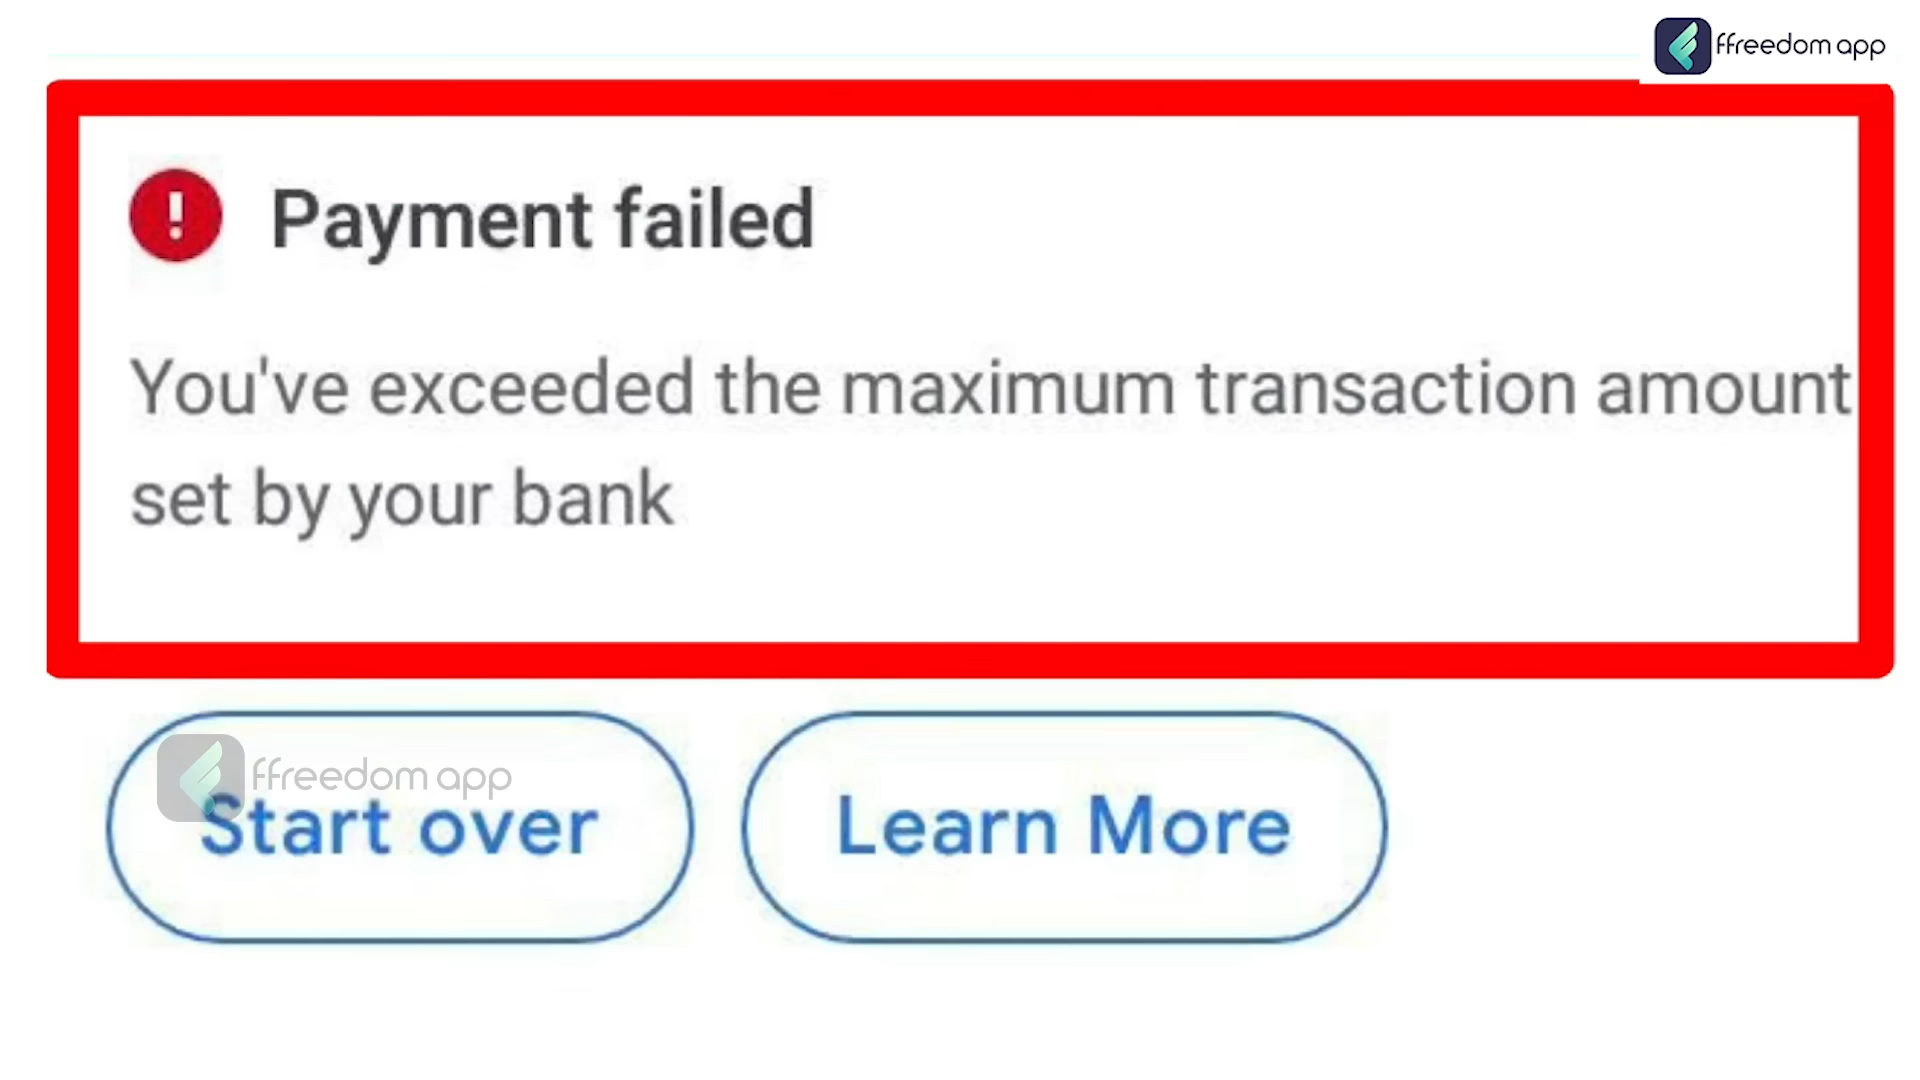 ffreedom app
Payment failed
You've exceeded the maximum transaction amount
set by your bank
ffreedom app
Start over
Learn More